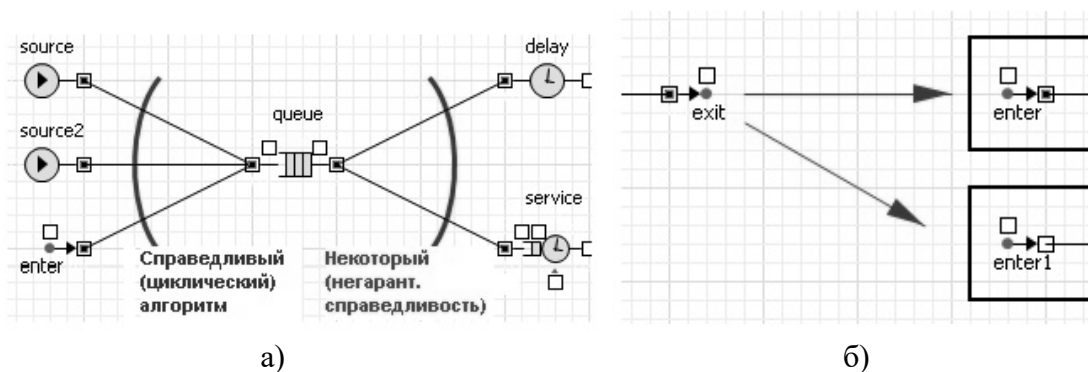 source
delay
source2
queue
service
enter
Справедливый
(циклический)
алгоритм
Некоторый
(негарант.
справедливость)
а)
exit
enter
enter1
б)